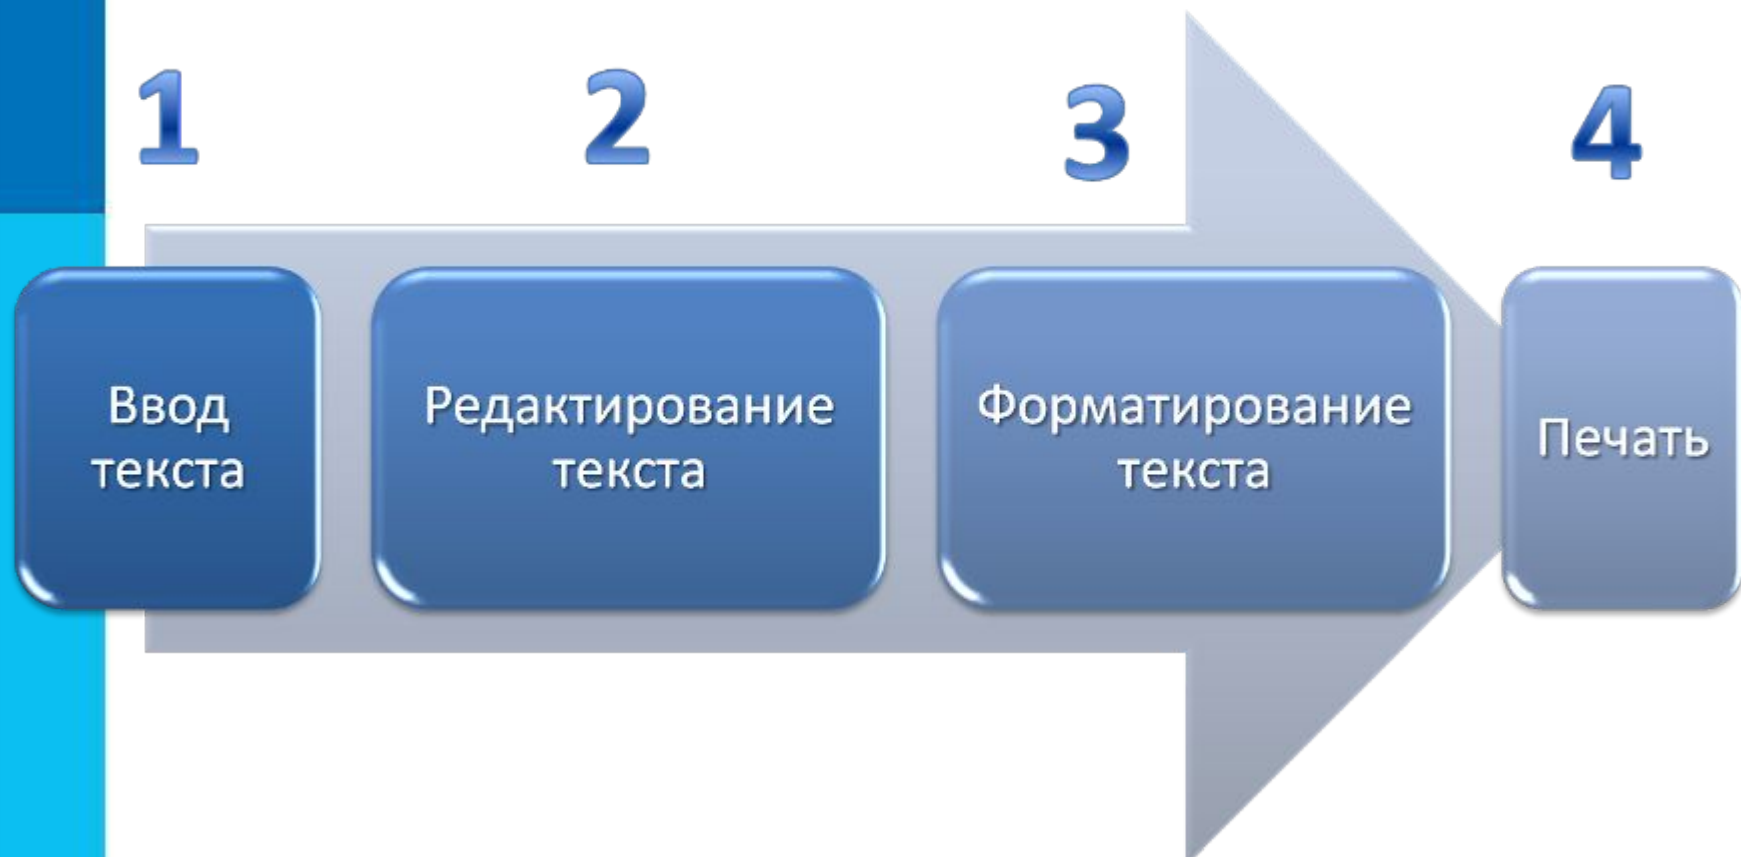 1
2
3
4
Ввод
текста
Редактирование
текста
Форматирование
текста
Печать